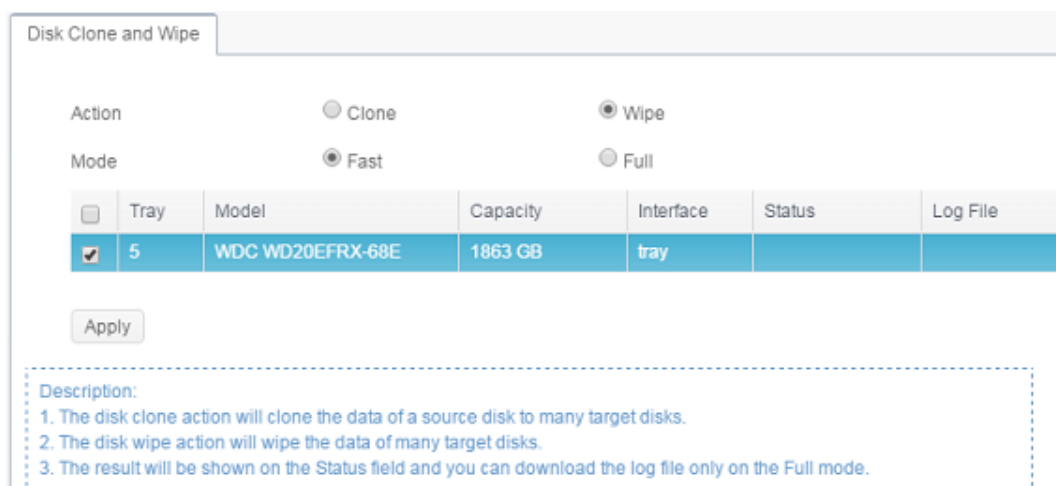 Disk Clone and Wipe
Action Clone Wipe
Mode Fast Full
Tray Model Capacity Interface Status Log File
5 WDC WD20EFRX-68E 1863 GB tray
Apply
Description:
1. The disk clone action will clone the data of a source disk to many target disks.
2. The disk wipe action will wipe the data of many target disks.
3. The result will be shown on the Status field and you can download the log file only on the Full mode.